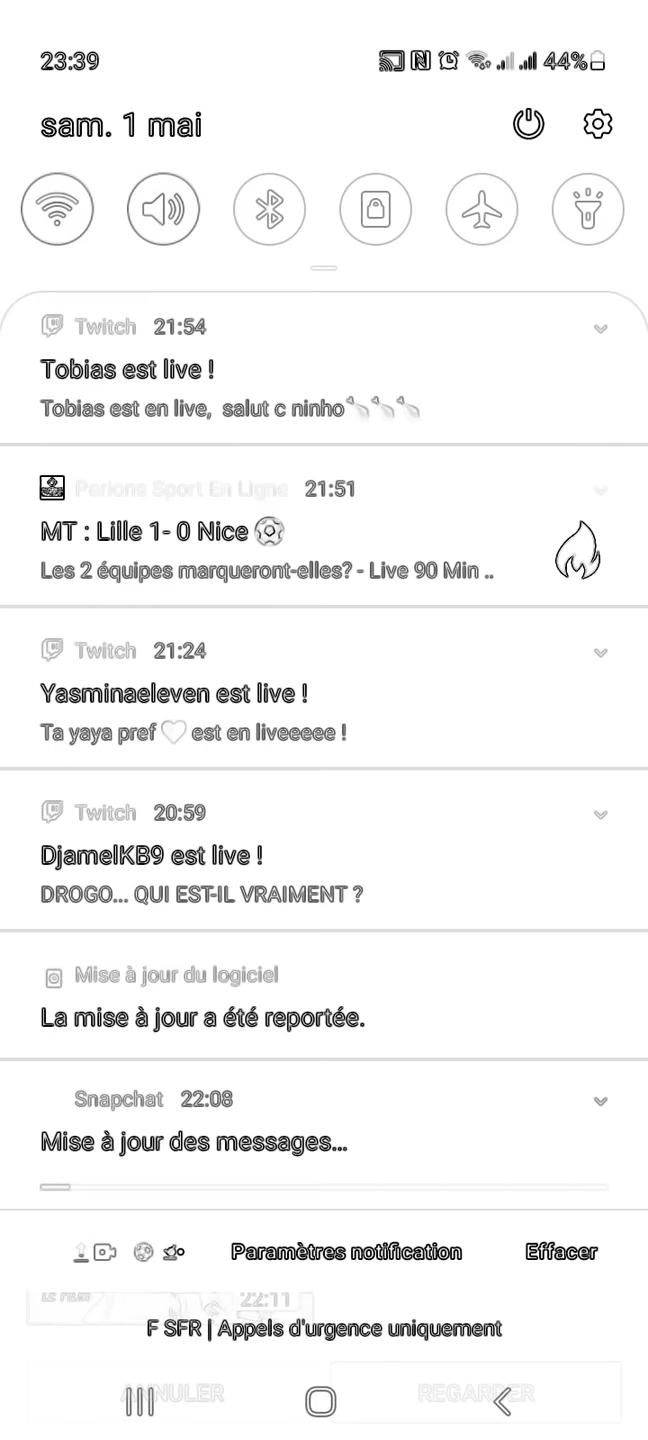 23:39 44%
sam. 1 mai
Twitch 21:54
Tobias est live !
Tobias est en live, salut c ninho
Parions Sport En Ligne 21:51
MT : Lille 1- 0 Nice ⚽
Les 2 équipes marqueront-elles? - Live 90 Min ..
Twitch 21:24
Yasminaeleven est live !
Ta yaya pref🤍 est en liveeeee !
Twitch 20:59
DjamelKB9 est live !
DROGO... QUI EST-IL VRAIMENT ?
Mise à jour du logiciel
La mise à jour a été reportée.
Snapchat 22:08
Mise à jour des messages...
Paramètres notification Effacer
LE FILM 22:11
F SFR | Appels d'urgence uniquement
ANNULER REGARDER